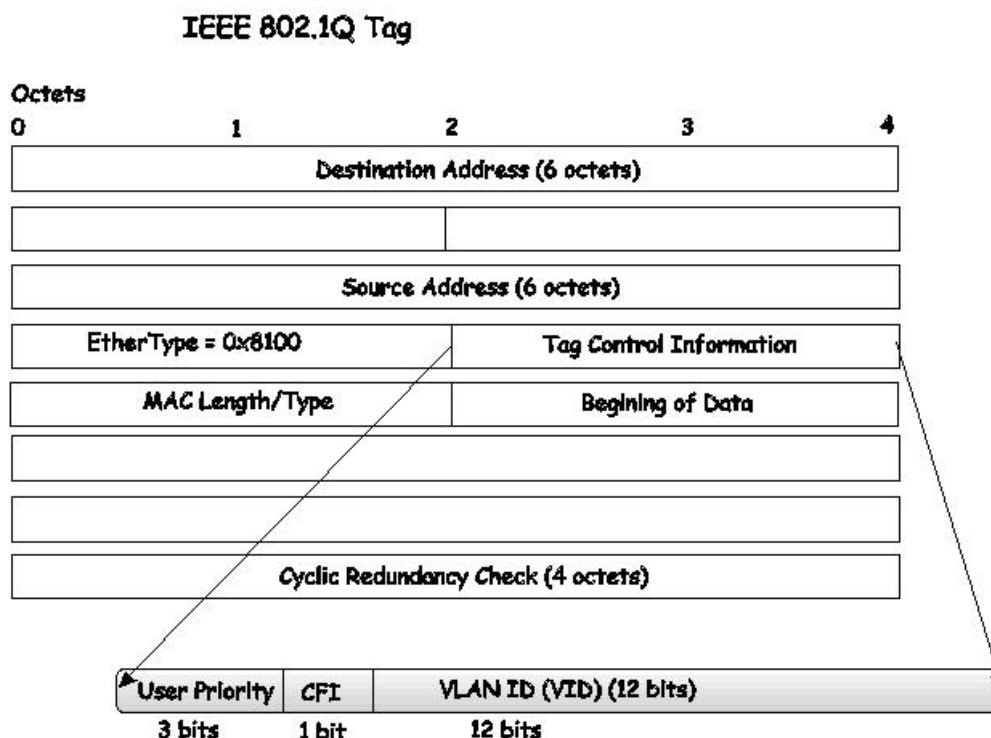 IEEE 802.1Q Tag
Octets
0 1 2 3 4
Destination Address (6 octets)
Source Address (6 octets)
EtherType = 0x8100 Tag Control Information
MAC Length/Type Begining of Data
Cyclic Redundancy Check (4 octets)
User Priority CFI VLAN ID (VID) (12 bits)
3 bits 1 bit 12 bits